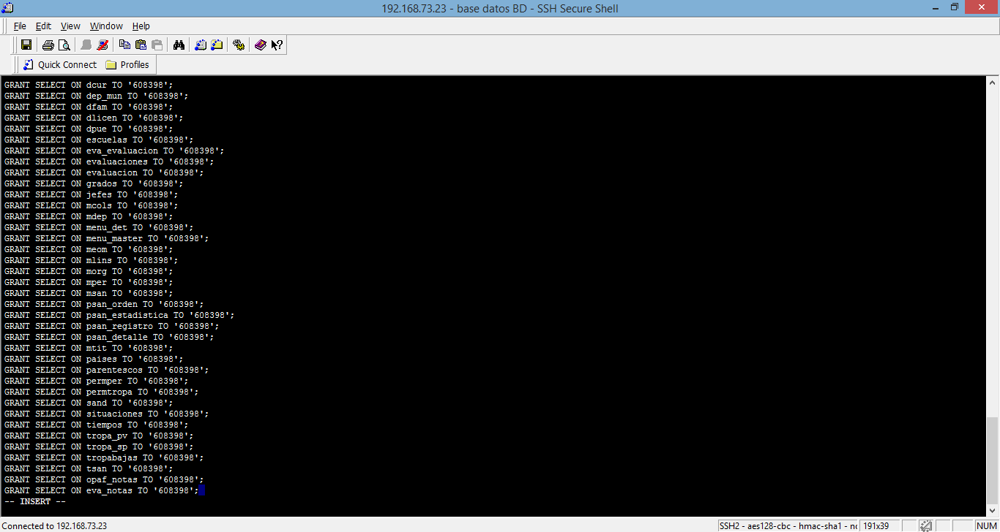 192.168.73.23 - base datos BD - SSH Secure Shell
File Edit View Window Help
Quick Connect Profiles
GRANT SELECT ON dcur TO '608398';
GRANT SELECT ON dep_mun TO '608398';
GRANT SELECT ON dfam TO '608398';
GRANT SELECT ON dlicen TO '608398';
GRANT SELECT ON dpue TO '608398';
GRANT SELECT ON escuelas TO '608398';
GRANT SELECT ON eva_evaluacion TO '608398';
GRANT SELECT ON evaluaciones TO '608398';
GRANT SELECT ON evaluacion TO '608398';
GRANT SELECT ON grados TO '608398';
GRANT SELECT ON jefes TO '608398';
GRANT SELECT ON mcols TO '608398';
GRANT SELECT ON mdep TO '608398';
GRANT SELECT ON menu_det TO '608398';
GRANT SELECT ON menu_master TO '608398';
GRANT SELECT ON meom TO '608398';
GRANT SELECT ON mlins TO '608398';
GRANT SELECT ON morg TO '608398';
GRANT SELECT ON mper TO '608398';
GRANT SELECT ON msan TO '608398';
GRANT SELECT ON psan_orden TO '608398';
GRANT SELECT ON psan_estadistica TO '608398';
GRANT SELECT ON psan_registro TO '608398';
GRANT SELECT ON psan_detalle TO '608398';
GRANT SELECT ON mtit TO '608398';
GRANT SELECT ON paises TO '608398';
GRANT SELECT ON parentescos TO '608398';
GRANT SELECT ON permper TO '608398';
GRANT SELECT ON permtropa TO '608398';
GRANT SELECT ON sand TO '608398';
GRANT SELECT ON situaciones TO '608398';
GRANT SELECT ON tiempos TO '608398';
GRANT SELECT ON tropa_pv TO '608398';
GRANT SELECT ON tropa_sp TO '608398';
GRANT SELECT ON tropabajas TO '608398';
GRANT SELECT ON tsan TO '608398';
GRANT SELECT ON opaf_notas TO '608398';
GRANT SELECT ON eva_notas TO '608398';
-- INSERT --
Connected to 192.168.73.23 SSH2 - aes128-cbc - hmac-sha1 - nc 191x39 NUM